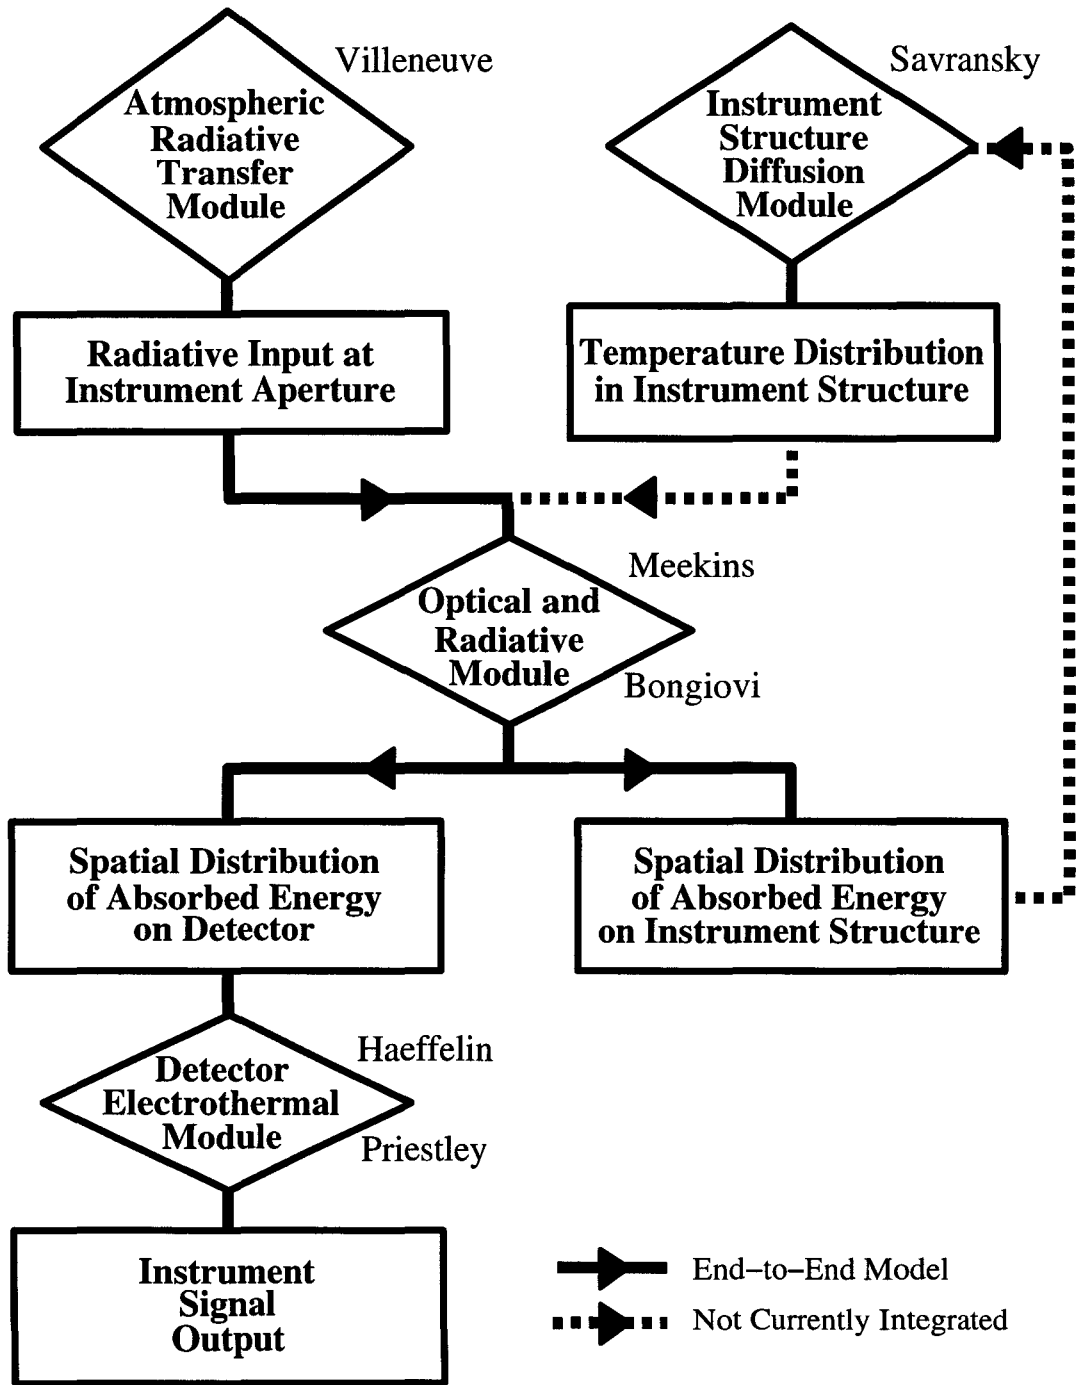 Villeneuve
Atmospheric
Radiative
Transfer
Module
Savransky
Instrument
Structure
Diffusion
Module
Radiative Input at
Instrument Aperture
Temperature Distribution
in Instrument Structure
Meekins
Optical and
Radiative
Module
Bongiovi
Spatial Distribution
of Absorbed Energy
on Detector
Spatial Distribution
of Absorbed Energy
on Instrument Structure
Haeffelin
Detector
Electrothermal
Module
Priestley
Instrument
Signal
Output
End–to–End Model
Not Currently Integrated